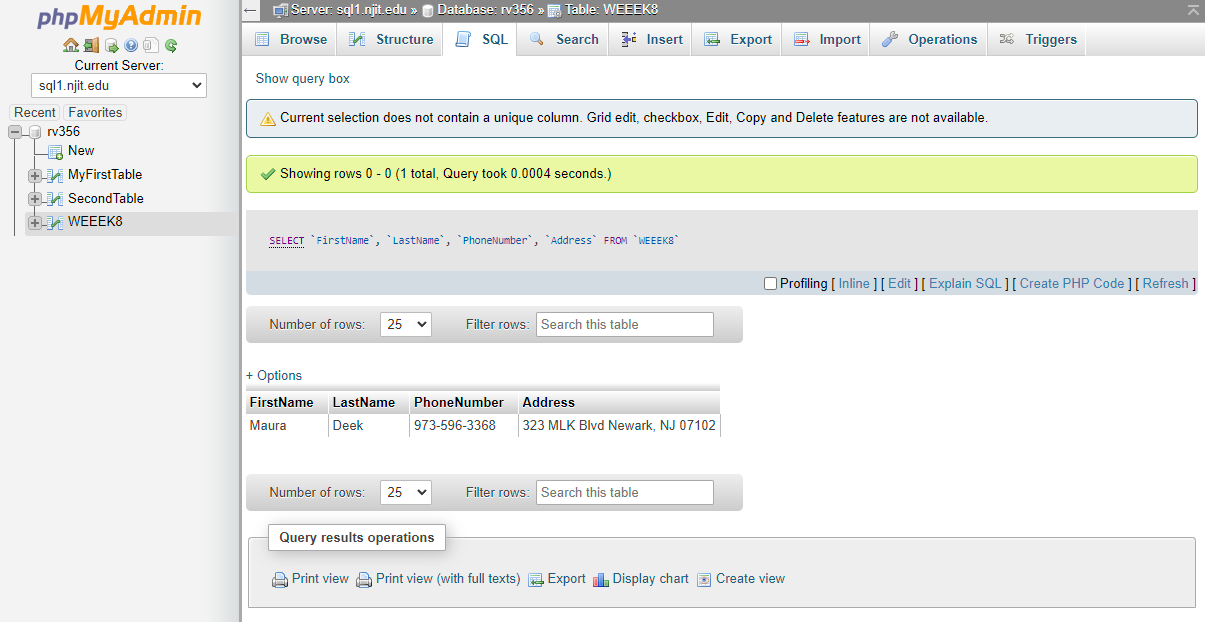 phpMyAdmin
Current Server:
sql1.njit.edu
Recent Favorites
rv356
New
MyFirstTable
SecondTable
WEEEK8
← Server: sql1.njit.edu » Database: rv356 » Table: WEEEK8
Browse Structure SQL Search Insert Export Import Operations Triggers
Show query box
Current selection does not contain a unique column. Grid edit, checkbox, Edit, Copy and Delete features are not available.
Showing rows 0 - 0 (1 total, Query took 0.0004 seconds.)
SELECT `FirstName`, `LastName`, `PhoneNumber`, `Address` FROM `WEEEK8`
Profiling [ Inline ] [ Edit ] [ Explain SQL ] [ Create PHP Code ] [ Refresh ]
Number of rows: 25 Filter rows: Search this table
+ Options
FirstName LastName PhoneNumber Address
Maura Deek 973-596-3368 323 MLK Blvd Newark, NJ 07102
Number of rows: 25 Filter rows: Search this table
Query results operations
Print view Print view (with full texts) Export Display chart Create view